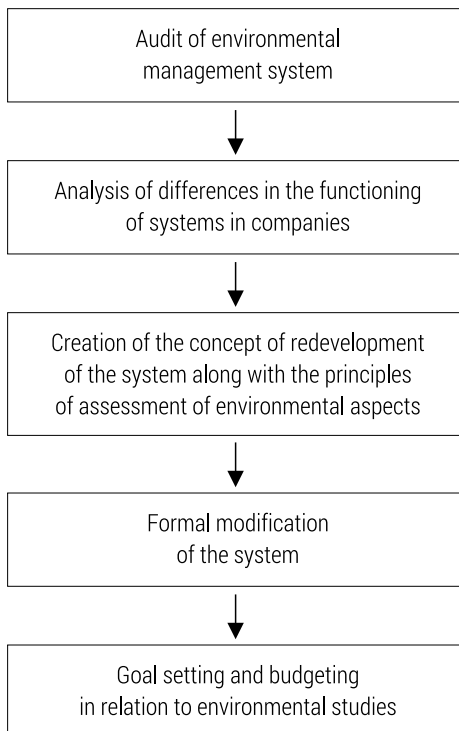 Audit of environmental
management system
Analysis of differences in the functioning
of systems in companies
Creation of the concept of redevelopment
of the system along with the principles
of assessment of environmental aspects
Formal modification
of the system
Goal setting and budgeting
in relation to environmental studies